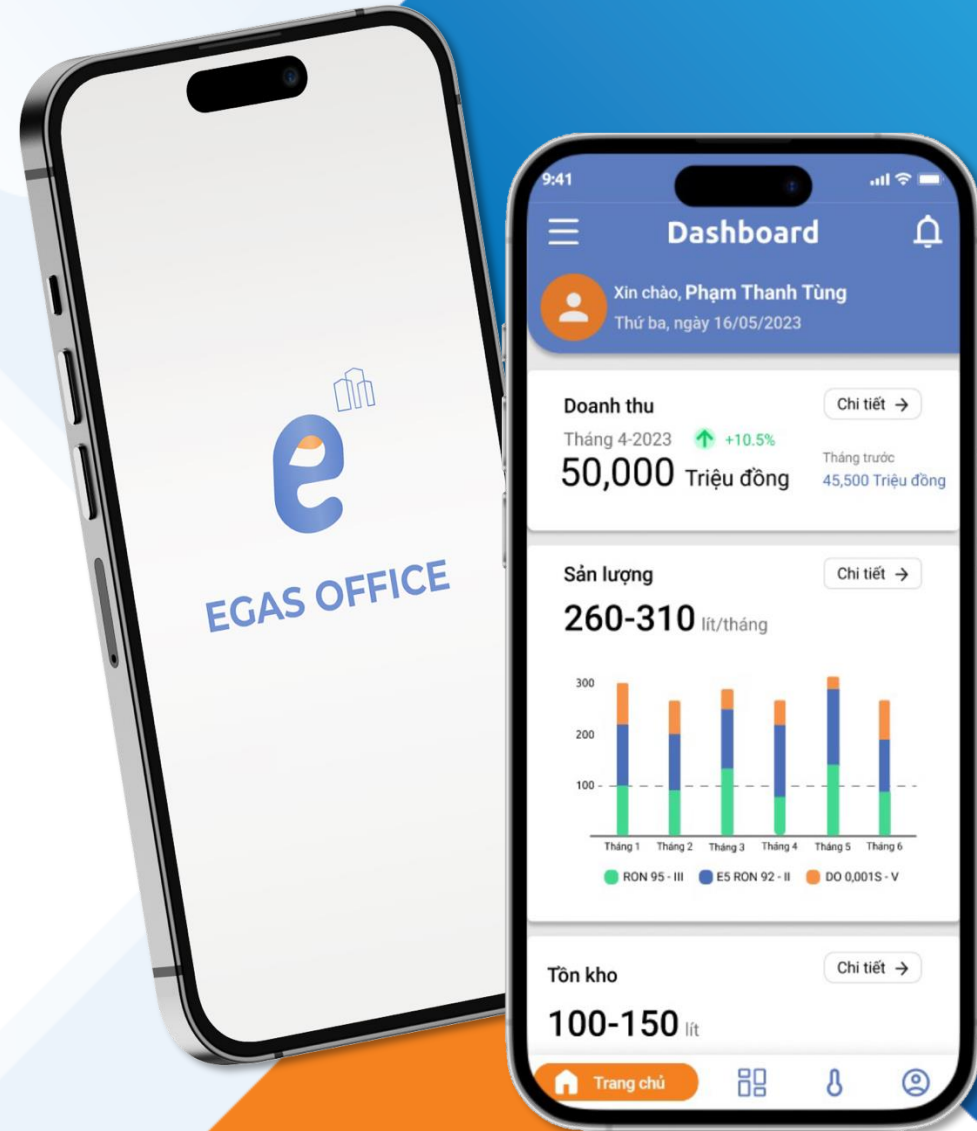 EGAS OFFICE
9:41
Dashboard
Xin chào, Phạm Thanh Tùng
Thứ ba, ngày 16/05/2023
Doanh thu
Chi tiết →
Tháng 4-2023 ↑ +10.5%
Tháng trước
50,000 Triệu đồng
45,500 Triệu đồng
Sản lượng
Chi tiết →
260-310 lít/tháng
300
200
100
Tháng 1 Tháng 2 Tháng 3 Tháng 4 Tháng 5 Tháng 6
RON 95 - III E5 RON 92 - II DO 0,001S - V
Tồn kho
Chi tiết →
100-150 lít
Trang chủ